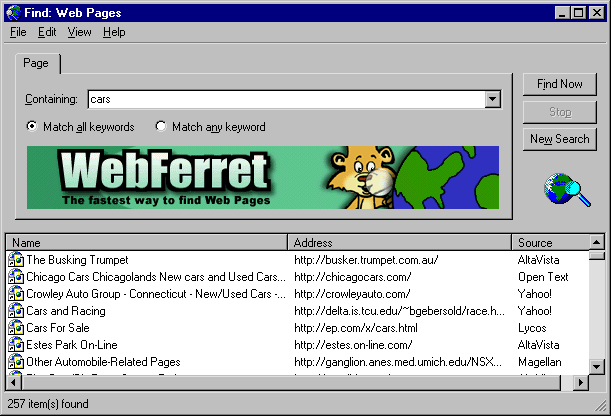 Find: Web Pages
File Edit View Help
Page
Containing: cars
Match all keywords Match any keyword
Find Now
Stop
New Search
WebFerret
The fastest way to find Web Pages
Name Address Source
The Busking Trumpet http://busker.trumpet.com.au/ AltaVista
Chicago Cars Chicagolands New cars and Used Cars... http://chicagocars.com/ Open Text
Crowley Auto Group - Connecticut - New/Used Cars -... http://crowleyauto.com/ Yahoo!
Cars and Racing http://delta.is.tcu.edu/~bgebersold/race.h... Yahoo!
Cars For Sale http://ep.com/x/cars.html Lycos
Estes Park On-Line http://estes.on-line.com/ AltaVista
Other Automobile-Related Pages http://ganglion.anes.med.umich.edu/NSX... Magellan
257 item(s) found